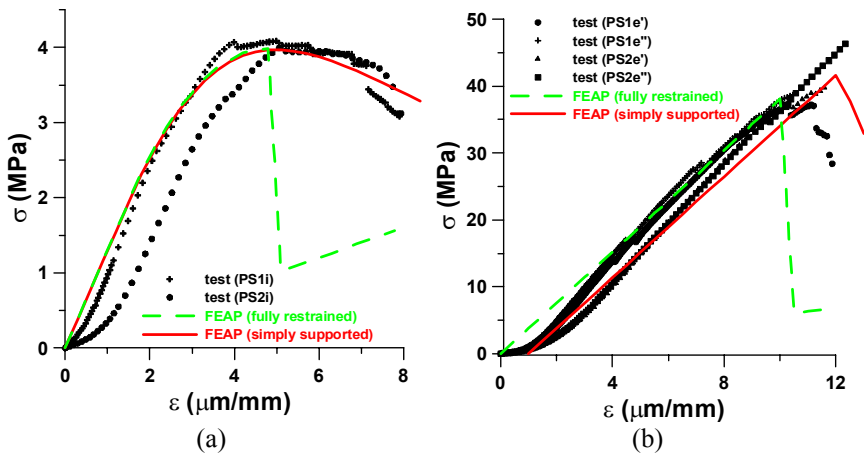 5
4
3
2
1
0
σ (MPa)
test (PS1i)
test (PS2i)
FEAP (fully restrained)
FEAP (simply supported)
0 2 4 6 8
ε (μm/mm)
(a)
50
40
30
20
10
0
σ (MPa)
test (PS1e')
test (PS1e'')
test (PS2e')
test (PS2e'')
FEAP (fully restrained)
FEAP (simply supported)
0 4 8 12
ε (μm/mm)
(b)